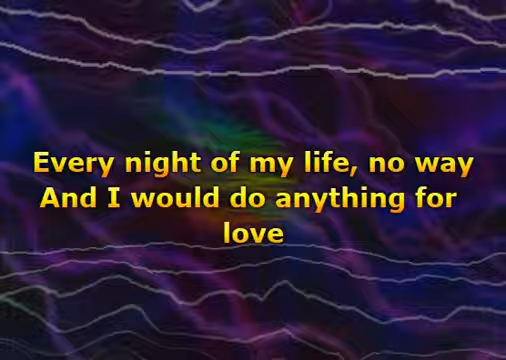 Every night of my life, no way
And I would do anything for
love